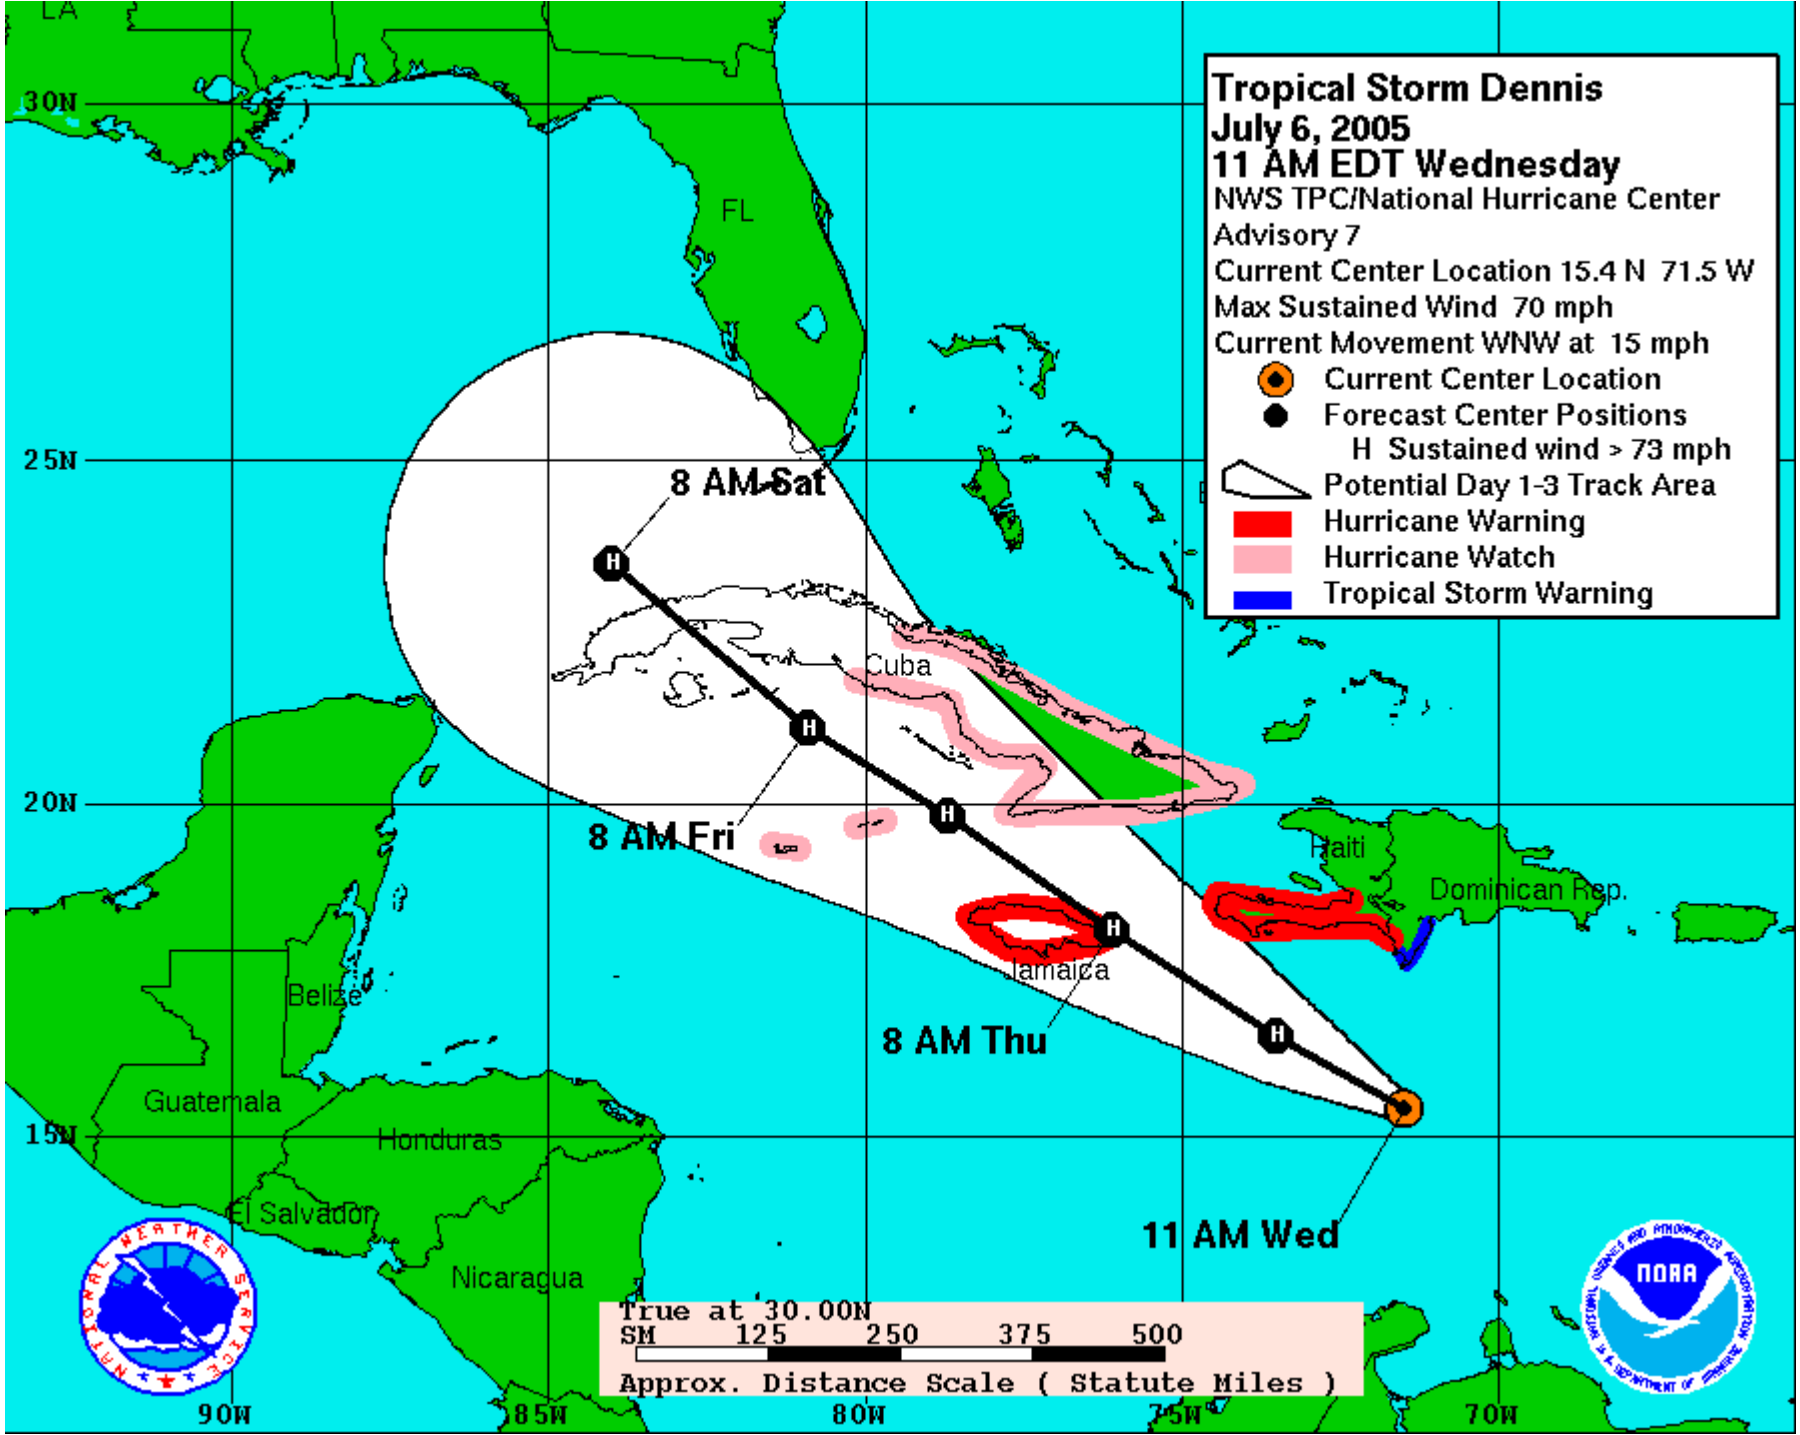 LA
30N
FL
Tropical Storm Dennis
July 6, 2005
11 AM EDT Wednesday
NWS TPC/National Hurricane Center
Advisory 7
Current Center Location 15.4 N 71.5 W
Max Sustained Wind 70 mph
Current Movement WNW at 15 mph
Current Center Location
Forecast Center Positions
H Sustained wind > 73 mph
Potential Day 1-3 Track Area
Hurricane Warning
Hurricane Watch
Tropical Storm Warning
25N
8 AM Sat
H
Cuba
H
20N
H
8 AM Fri
Haiti
Dominican Rep.
H
Jamaica
Belize
8 AM Thu
H
Guatemala
15N
Honduras
El Salvador
11 AM Wed
Nicaragua
NATIONAL WEATHER SERVICE
NOAA
True at 30.00N
SM 125 250 375 500
Approx. Distance Scale ( Statute Miles )
90W 85W 80W 75W 70W